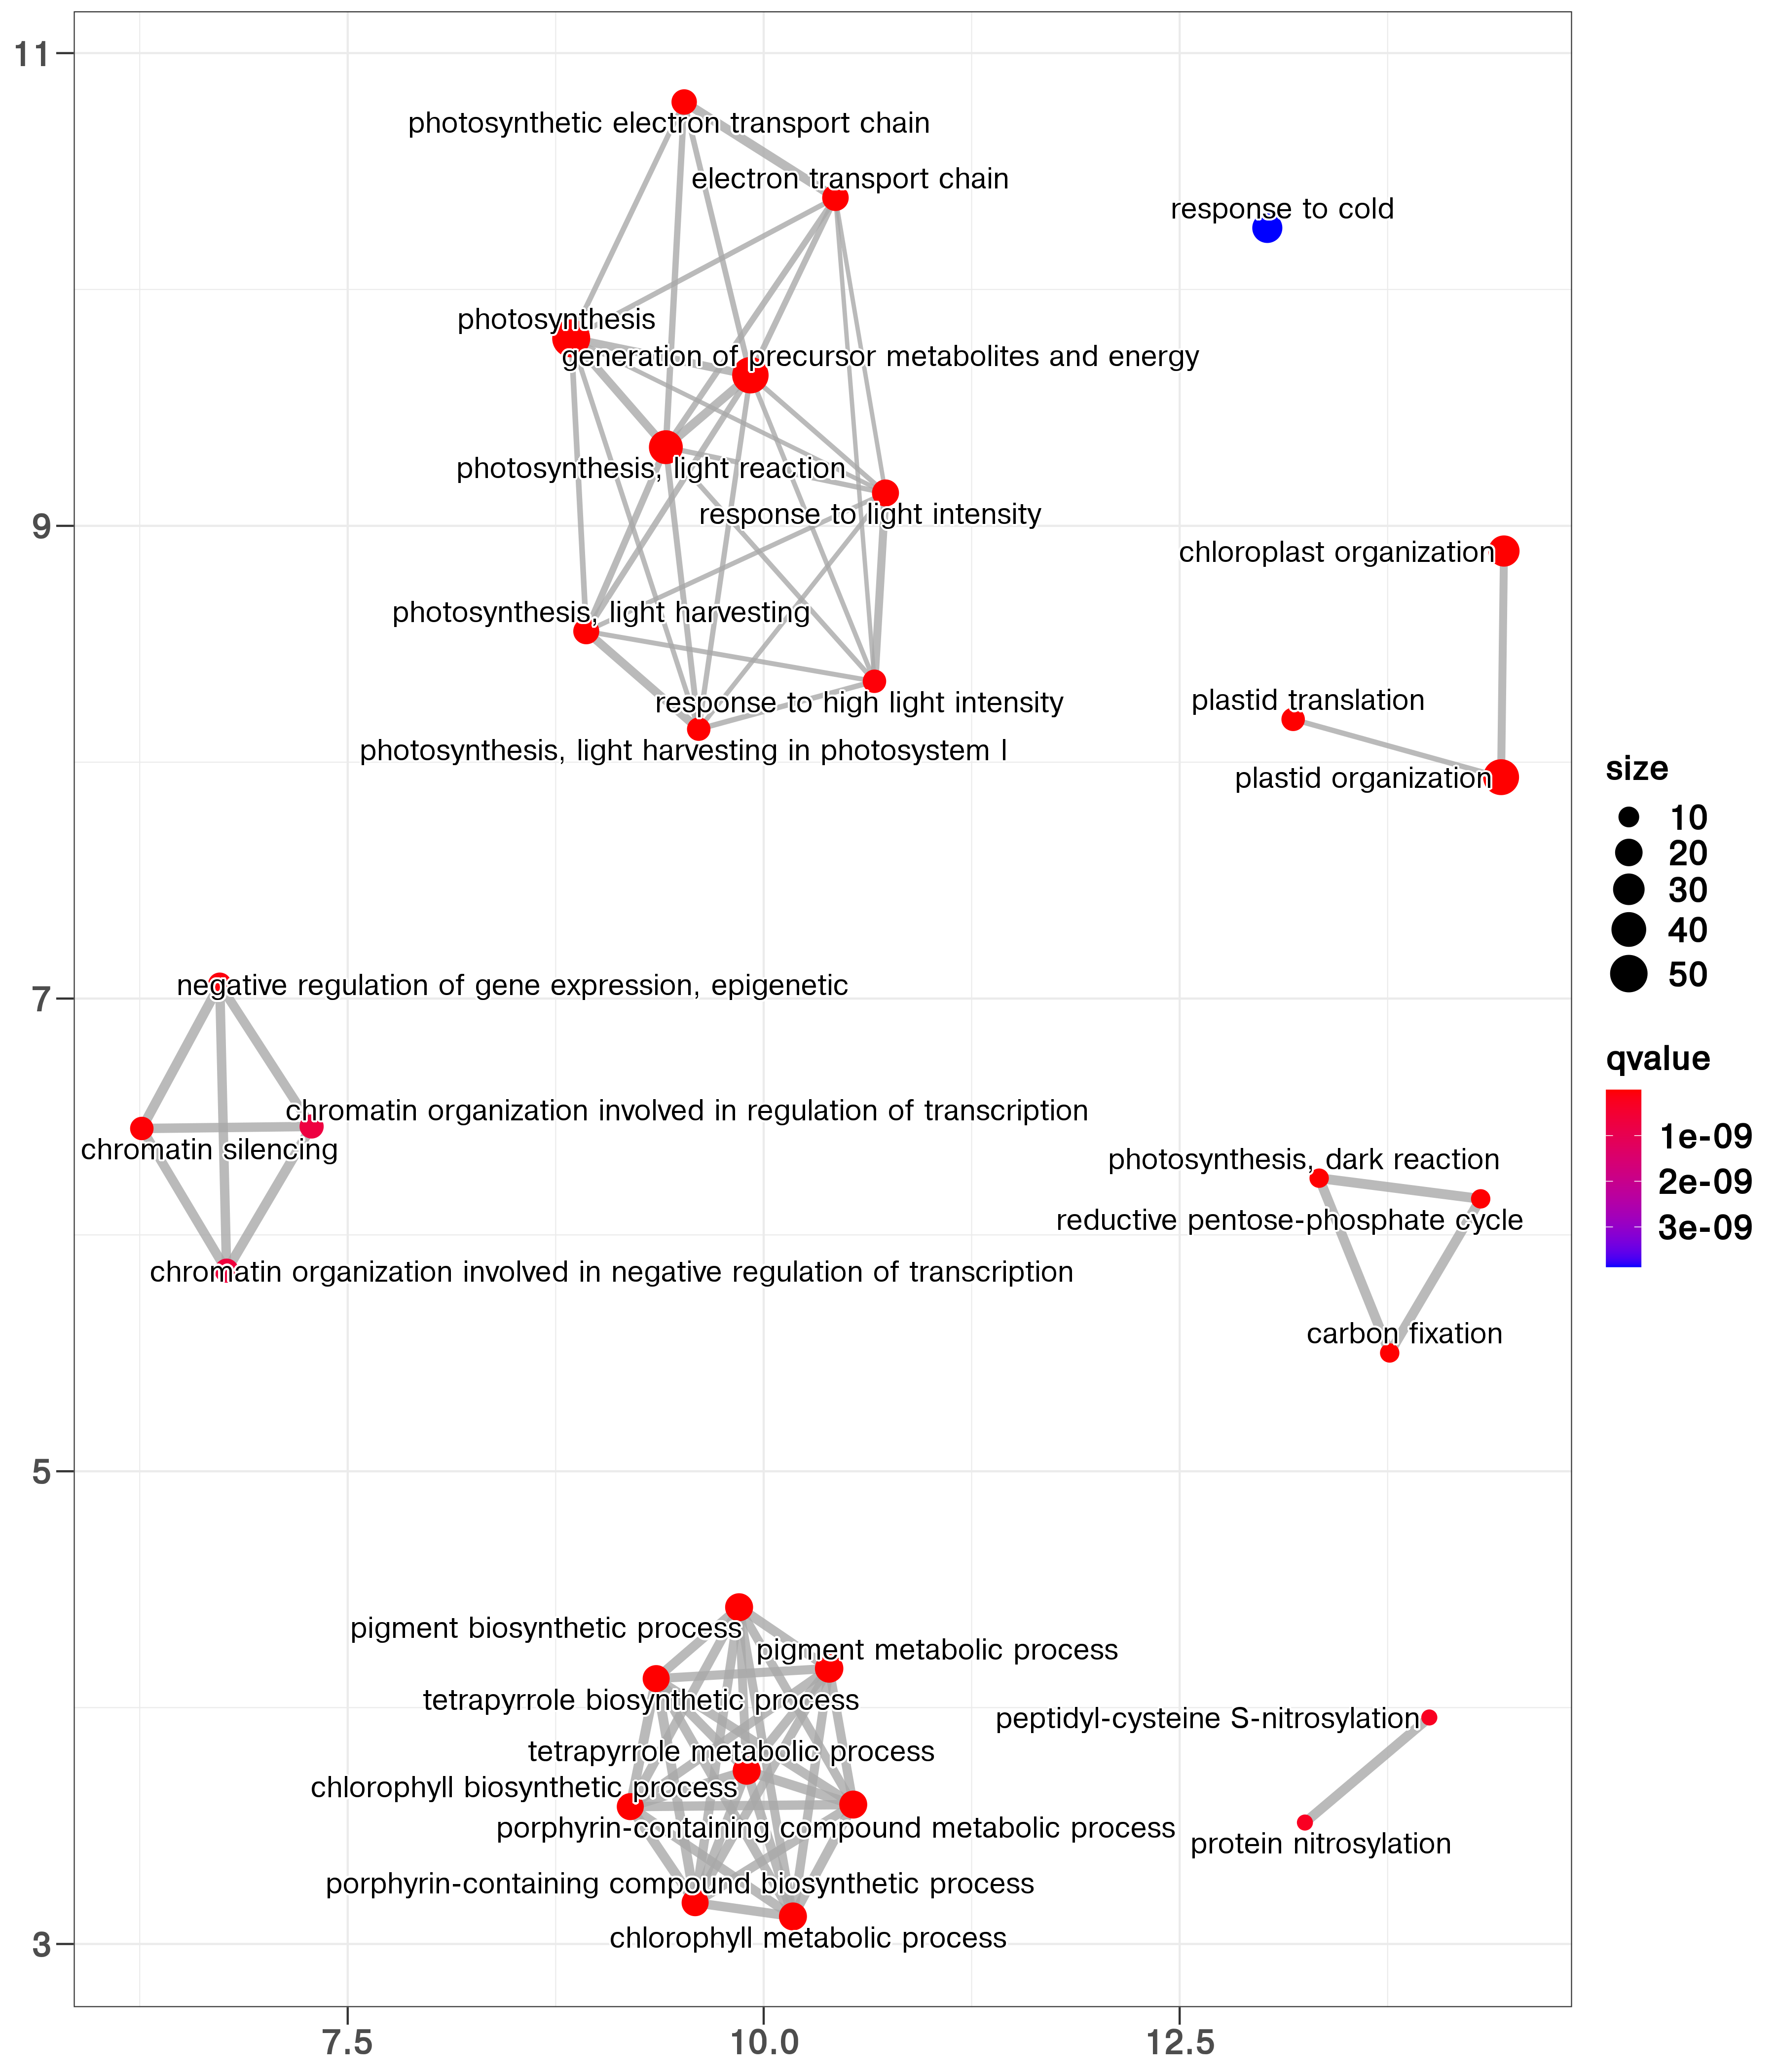 11
photosynthetic electron transport chain
electron transport chain
response to cold
photosynthesis
generation of precursor metabolites and energy
photosynthesis, light reaction
response to light intensity
9
chloroplast organization
photosynthesis, light harvesting
plastid translation
response to high light intensity
photosynthesis, light harvesting in photosystem I
plastid organization
size
10
20
30
40
50
negative regulation of gene expression, epigenetic
7
qvalue
1e-09
2e-09
3e-09
chromatin organization involved in regulation of transcription
chromatin silencing
photosynthesis, dark reaction
reductive pentose-phosphate cycle
chromatin organization involved in negative regulation of transcription
carbon fixation
5
pigment biosynthetic process
pigment metabolic process
tetrapyrrole biosynthetic process
peptidyl-cysteine S-nitrosylation
tetrapyrrole metabolic process
chlorophyll biosynthetic process
porphyrin-containing compound metabolic process
protein nitrosylation
porphyrin-containing compound biosynthetic process
chlorophyll metabolic process
3
7.5
10.0
12.5